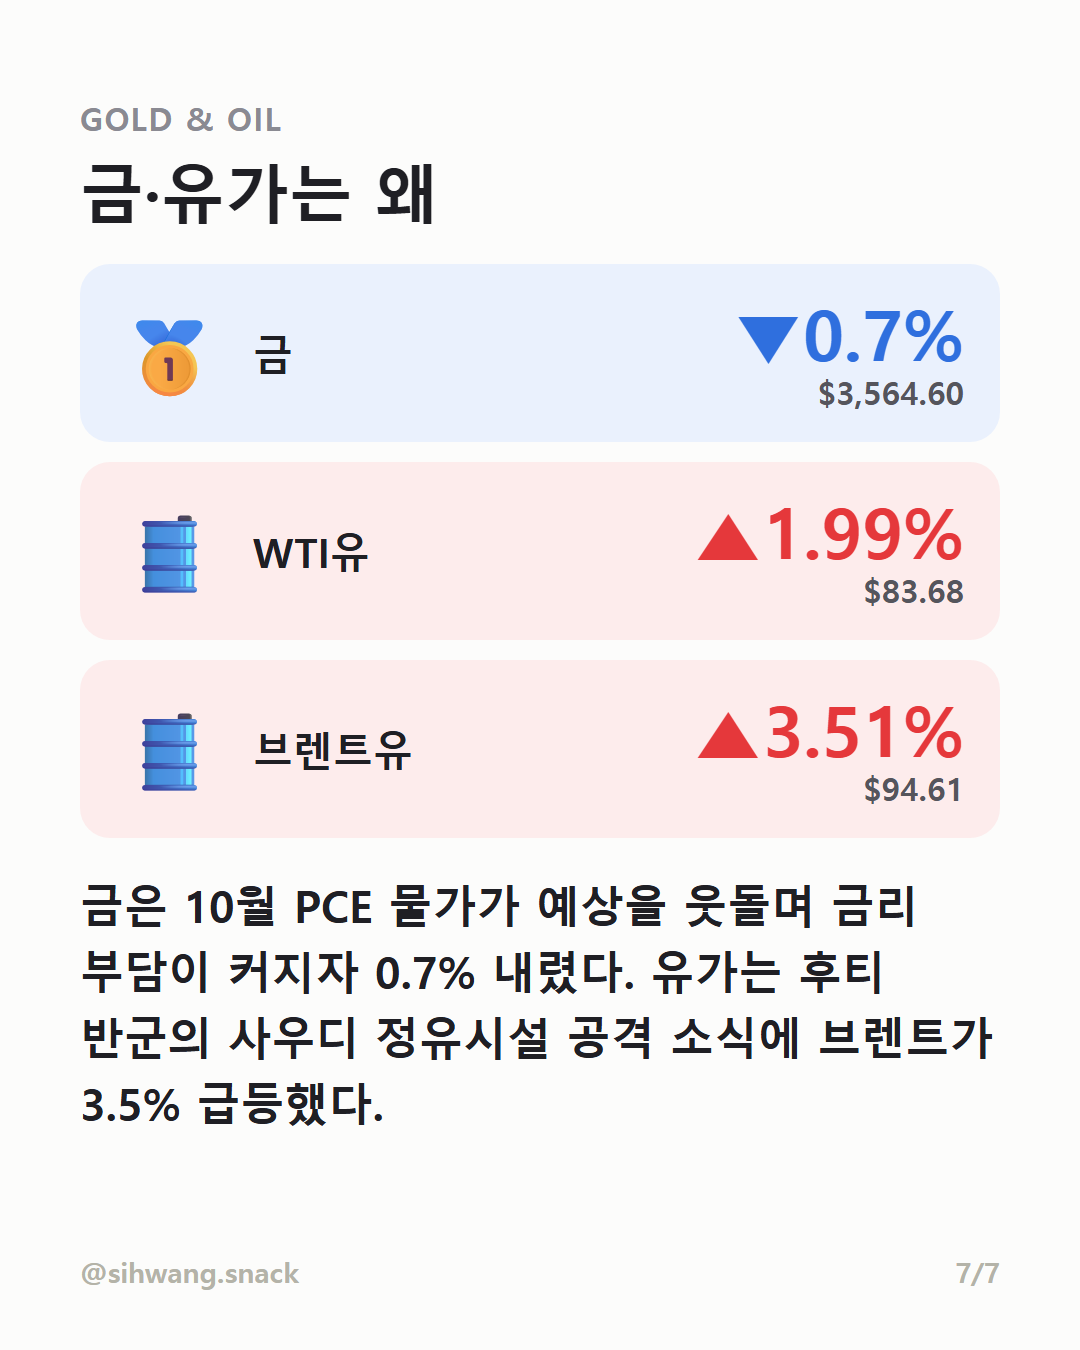 GOLD & OIL
금·유가는 왜
1
금
▼0.7%
$3,564.60
WTI유
▲1.99%
$83.68
브렌트유
▲3.51%
$94.61
금은 10월 PCE 물가가 예상을 웃돌며 금리
부담이 커지자 0.7% 내렸다. 유가는 후티
반군의 사우디 정유시설 공격 소식에 브렌트가
3.5% 급등했다.
@sihwang.snack
7/7